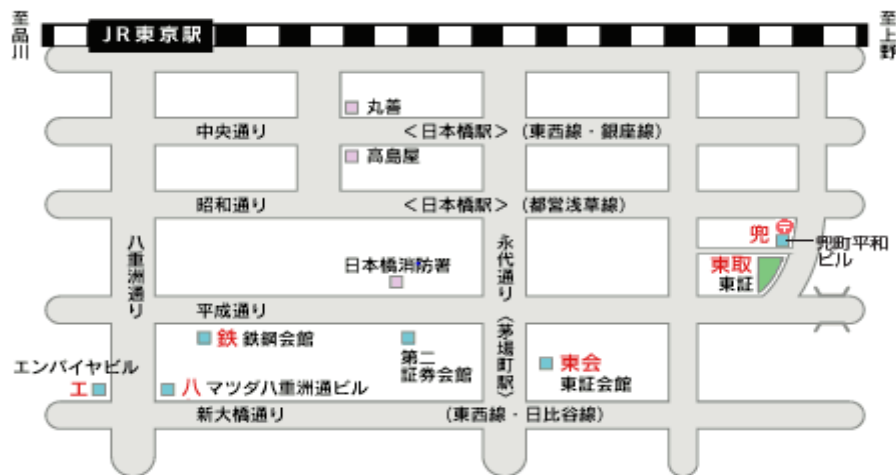 至品川
JR東京駅
至上野
丸善
中央通り
<日本橋駅>(東西線・銀座線)
高島屋
昭和通り
<日本橋駅>(都営浅草線)
八重洲通り
永代通り
<茅場町駅>
兜
兜町平和
ビル
東取
東証
日本橋消防署
平成通り
鉄 鉄鋼会館
第二
証券会館
東会
東証会館
エンパイヤビル
エ
八 マツダ八重洲通ビル
新大橋通り
(東西線・日比谷線)